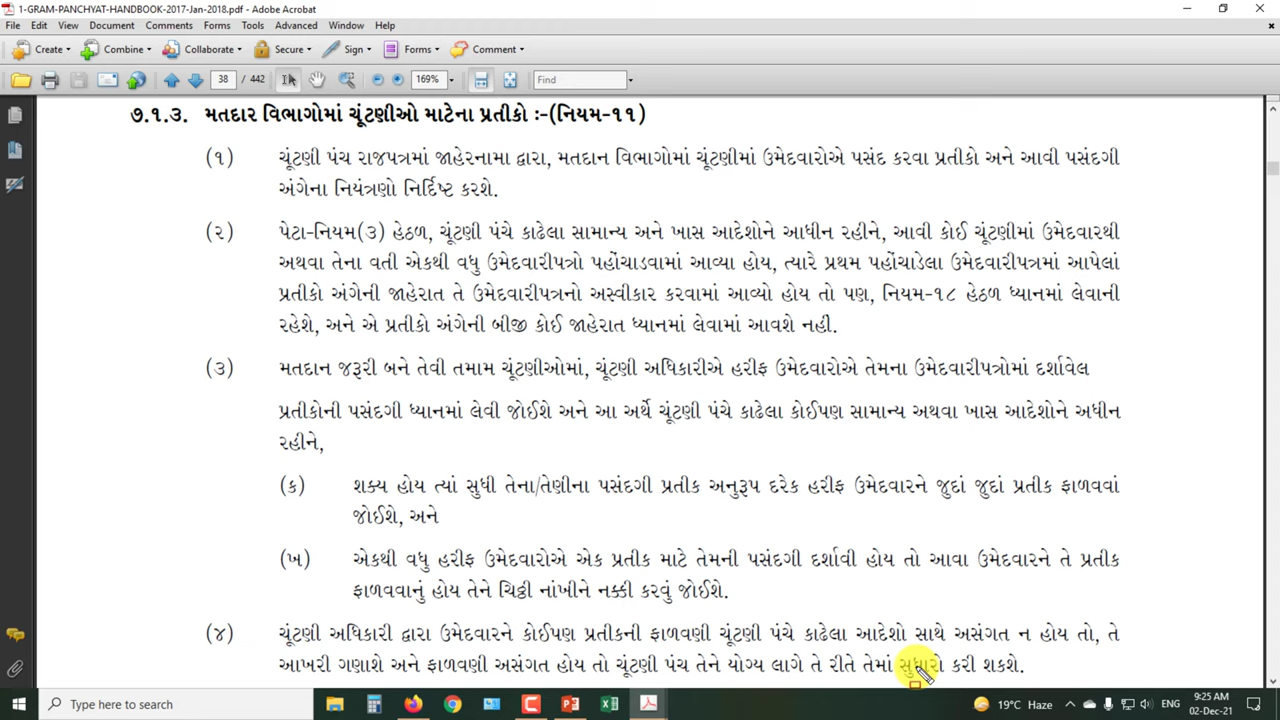 1-GRAM-PANCHYAT-HANDBOOK-2017-Jan-2018.pdf - Adobe Acrobat
File Edit View Document Comments Forms Tools Advanced Window Help
Create Combine Collaborate Secure Sign Forms Comment
38 / 442 169% Find
૭.૧.૩. મતદાર વિભાગોમાં ચૂંટણીઓ માટેના પ્રતીકો :-(નિયમ-૧૧)
(૧) ચૂંટણી પંચ રાજપત્રમાં જાહેરનામા દ્વારા, મતદાન વિભાગોમાં ચૂંટણીમાં ઉમેદવારોએ પસંદ કરવા પ્રતીકો અને આવી પસંદગી
અંગેના નિયંત્રણો નિર્દિષ્ટ કરશે.
(૨) પેટા-નિયમ(૩) હેઠળ, ચૂંટણી પંચે કાઢેલા સામાન્ય અને ખાસ આદેશોને આધીન રહીને, આવી કોઈ ચૂંટણીમાં ઉમેદવારથી
અથવા તેના વતી એકથી વધુ ઉમેદવારીપત્રો પહોંચાડવામાં આવ્યા હોય, ત્યારે પ્રથમ પહોંચાડેલા ઉમેદવારીપત્રમાં આપેલાં
પ્રતીકો અંગેની જાહેરાત તે ઉમેદવારીપત્રનો અસ્વીકાર કરવામાં આવ્યો હોય તો પણ, નિયમ-૧૮ હેઠળ ધ્યાનમાં લેવાની
રહેશે, અને એ પ્રતીકો અંગેની બીજી કોઈ જાહેરાત ધ્યાનમાં લેવામાં આવશે નહીં.
(૩) મતદાન જરૂરી બને તેવી તમામ ચૂંટણીઓમાં, ચૂંટણી અધિકારીએ હરીફ ઉમેદવારોએ તેમના ઉમેદવારીપત્રોમાં દર્શાવેલ
પ્રતીકોની પસંદગી ધ્યાનમાં લેવી જોઈશે અને આ અર્થે ચૂંટણી પંચે કાઢેલા કોઈપણ સામાન્ય અથવા ખાસ આદેશોને અધીન
રહીને,
(ક) શક્ય હોય ત્યાં સુધી તેના/તેણીના પસંદગી પ્રતીક અનુરૂપ દરેક હરીફ ઉમેદવારને જુદાં જુદાં પ્રતીક ફાળવવાં
જોઈશે, અને
(ખ) એકથી વધુ હરીફ ઉમેદવારોએ એક પ્રતીક માટે તેમની પસંદગી દર્શાવી હોય તો આવા ઉમેદવારને તે પ્રતીક
ફાળવવાનું હોય તેને ચિઠ્ઠી નાંખીને નક્કી કરવું જોઈશે.
(૪) ચૂંટણી અધિકારી દ્વારા ઉમેદવારને કોઈપણ પ્રતીકની ફાળવણી ચૂંટણી પંચે કાઢેલા આદેશો સાથે અસંગત ન હોય તો, તે
આખરી ગણાશે અને ફાળવણી અસંગત હોય તો ચૂંટણી પંચ તેને યોગ્ય લાગે તે રીતે તેમાં સુધારો કરી શકશે.
Type here to search 19°C Haze ENG 9:25 AM
02-Dec-21